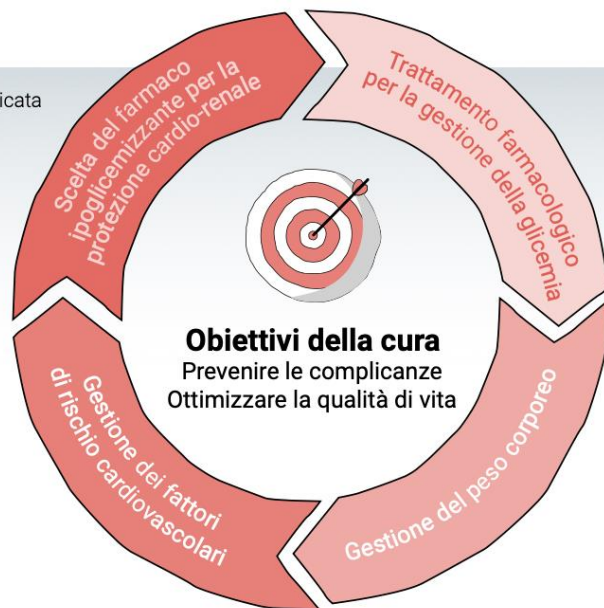 icata
Scelta del farmaco
ipoglicemizzante per la
protezione cardio-renale
Trattamento farmacologico
per la gestione della glicemia
Obiettivi della cura
Prevenire le complicanze
Ottimizzare la qualità di vita
Gestione dei fattori
di rischio cardiovascolari
Gestione del peso corporeo